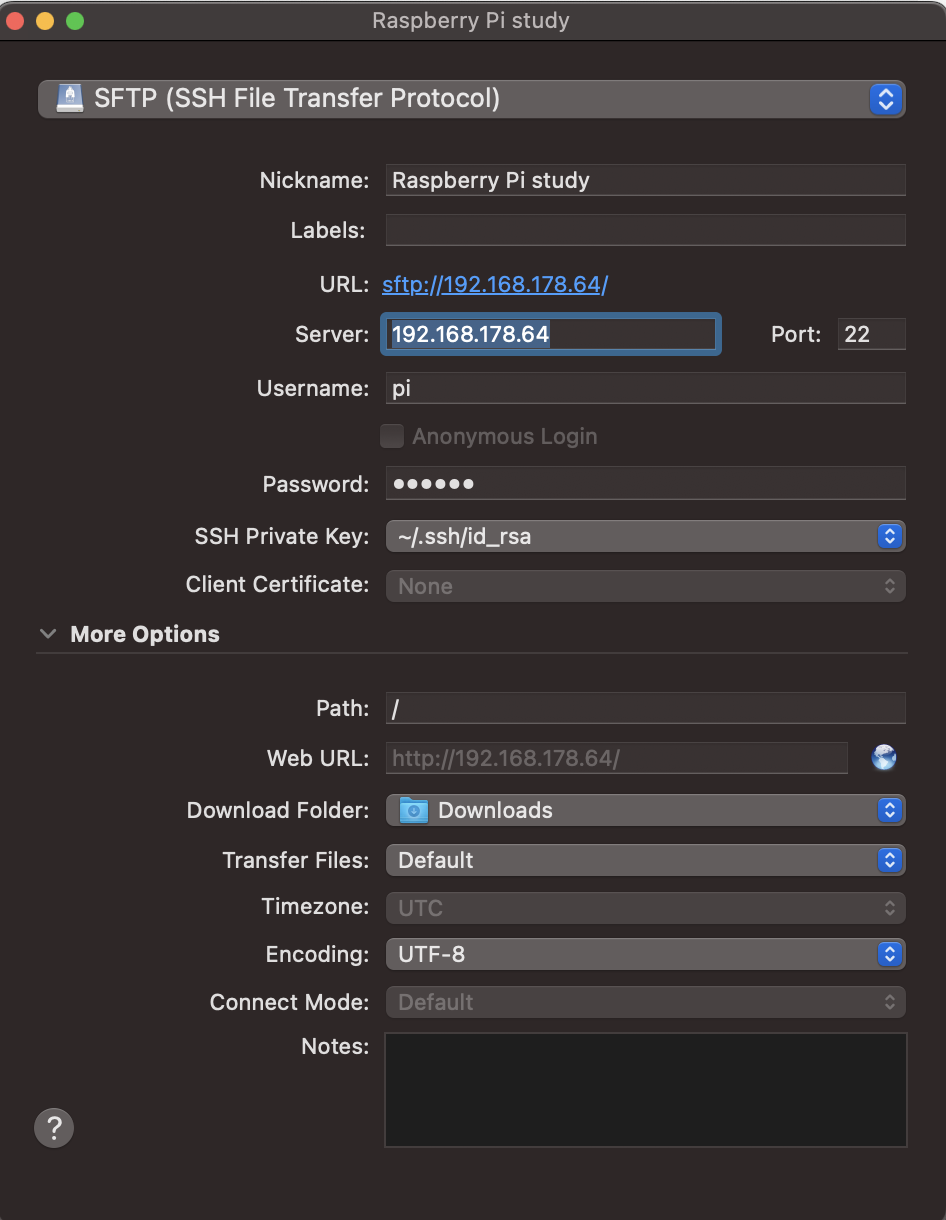 Raspberry Pi study
SFTP (SSH File Transfer Protocol)
Nickname: Raspberry Pi study
Labels:
URL: sftp://192.168.178.64/
Server: 192.168.178.64 Port: 22
Username: pi
Anonymous Login
Password: ••••••
SSH Private Key: ~/.ssh/id_rsa
Client Certificate: None
More Options
Path: /
Web URL: http://192.168.178.64/
Download Folder: Downloads
Transfer Files: Default
Timezone: UTC
Encoding: UTF-8
Connect Mode: Default
Notes:
?